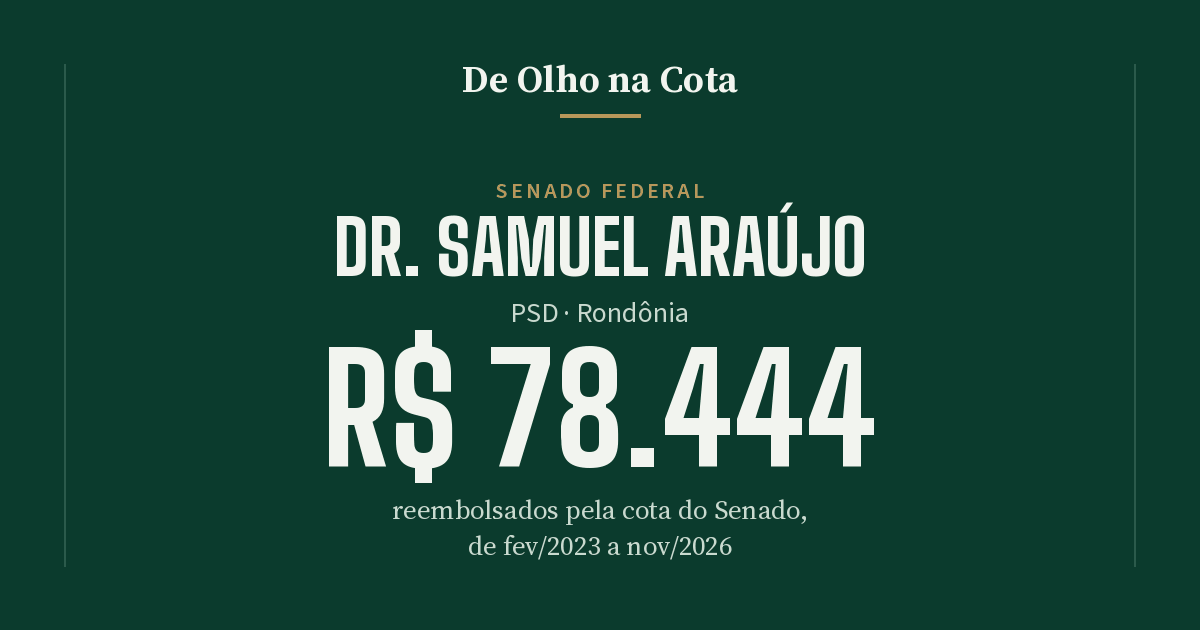 De Olho na Cota
SENADO FEDERAL
DR. SAMUEL ARAÚJO
PSD · Rondônia
R$ 78.444
reembolsados pela cota do Senado,
de fev/2023 a nov/2026